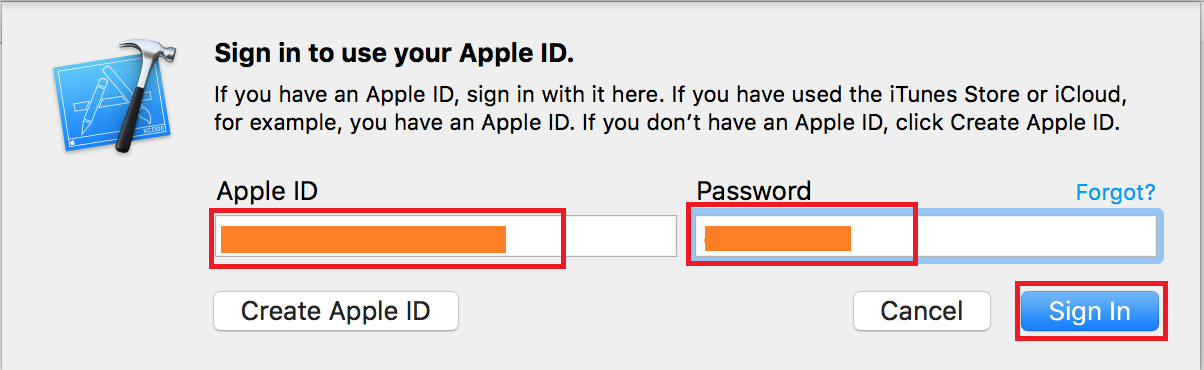 Sign in to use your Apple ID.
If you have an Apple ID, sign in with it here. If you have used the iTunes Store or iCloud,
for example, you have an Apple ID. If you don’t have an Apple ID, click Create Apple ID.
XCODE
Apple ID
Password
Forgot?
Create Apple ID
Cancel
Sign In